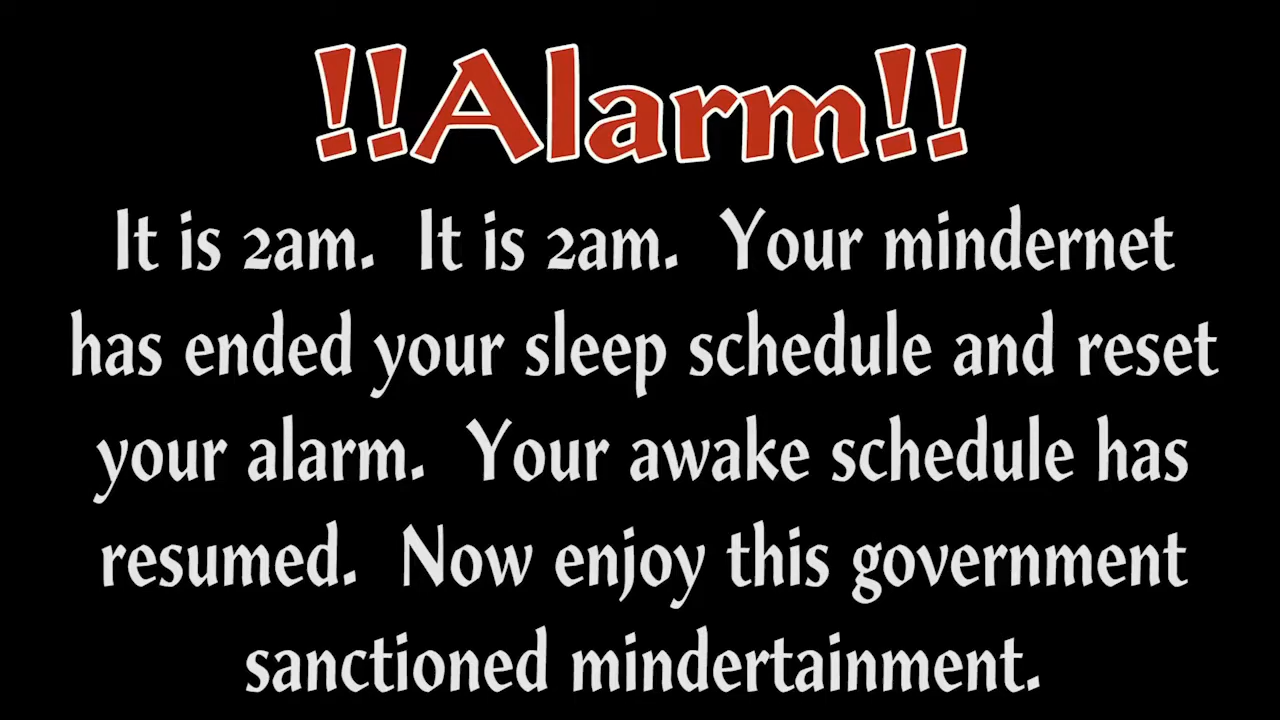 !!Alarm!!
It is 2am.  It is 2am.  Your mindernet
has ended your sleep schedule and reset
your alarm.  Your awake schedule has
resumed.  Now enjoy this government
sanctioned mindertainment.